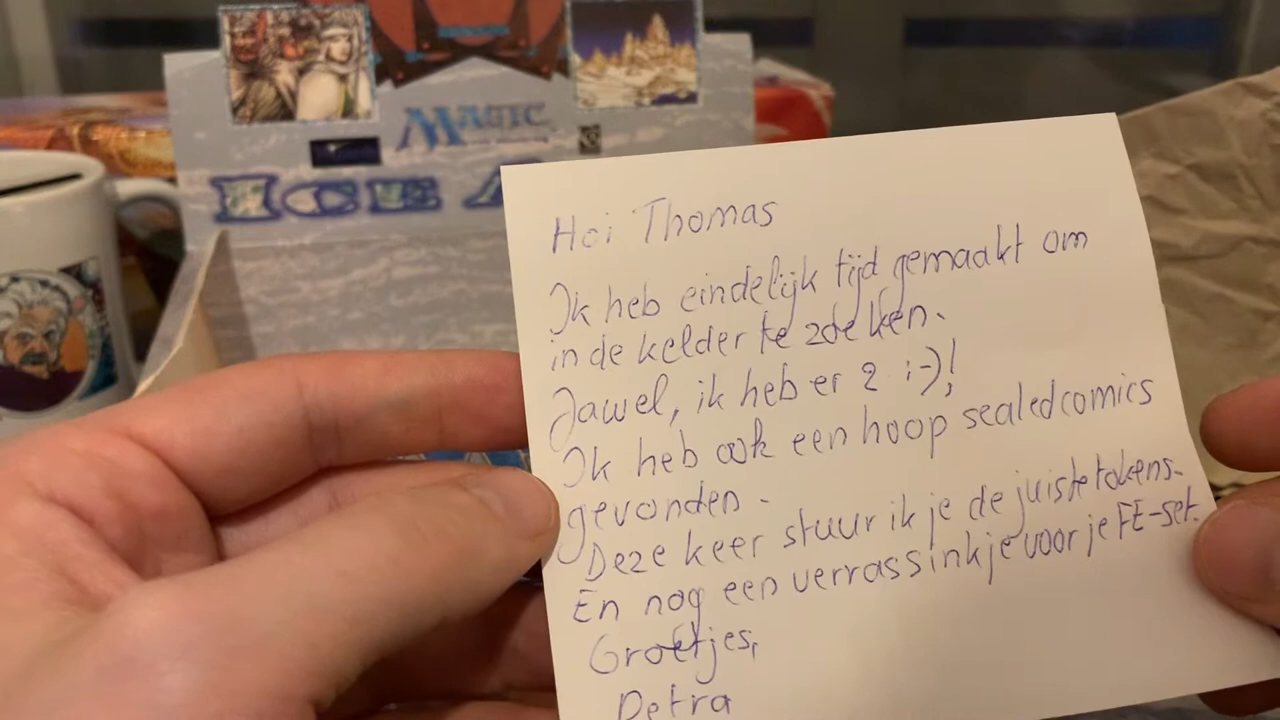 MAGIC
ICE A
Hoi Thomas
Ik heb eindelijk tijd gemaakt om
in de kelder te zoeken.
Jawel, ik heb er 2 :-)!
Ik heb ook een hoop sealed comics
gevonden.
Deze keer stuur ik je de juiste tokens.
En nog een verrassinkje voor je FE-set.
Groetjes,
Petra